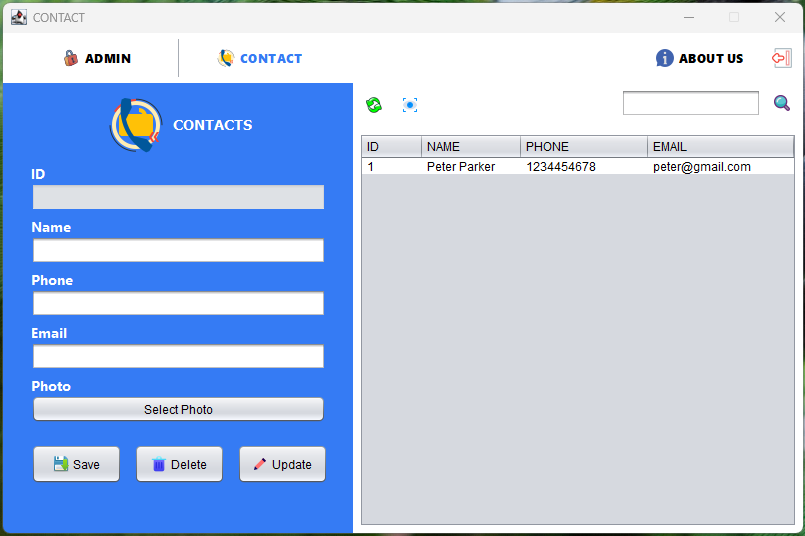 CONTACT
ADMIN
CONTACT
ABOUT US
CONTACTS
ID
Name
Phone
Email
Photo
Select Photo
Save
Delete
Update
ID NAME PHONE EMAIL
1 Peter Parker 1234454678 peter@gmail.com